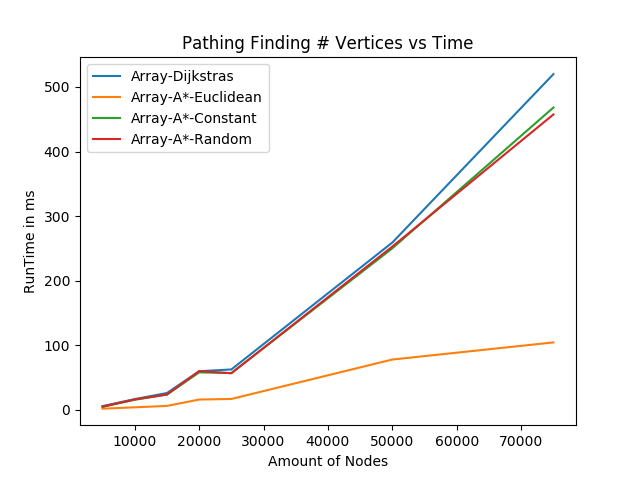 Pathing Finding # Vertices vs Time
Array-Dijkstras
Array-A*-Euclidean
Array-A*-Constant
Array-A*-Random
RunTime in ms
500
400
300
200
100
0
10000 20000 30000 40000 50000 60000 70000
Amount of Nodes